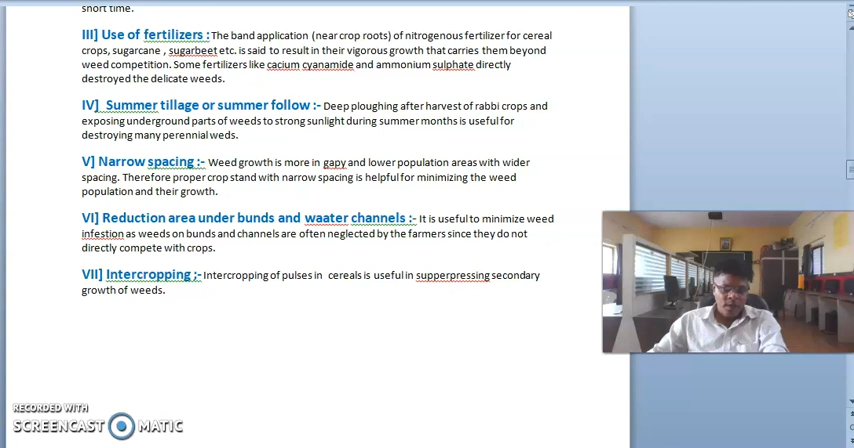 short time.
III] Use of fertilizers : The band application (near crop roots) of nitrogenous fertilizer for cereal
crops, sugarcane , sugarbeet etc. is said to result in their vigorous growth that carries them beyond
weed competition. Some fertilizers like cacium cyanamide and ammonium sulphate directly
destroyed the delicate weeds.
IV] Summer tillage or summer follow :- Deep ploughing after harvest of rabbi crops and
exposing underground parts of weeds to strong sunlight during summer months is useful for
destroying many perennial weds.
V] Narrow spacing :- Weed growth is more in gapy and lower population areas with wider
spacing. Therefore proper crop stand with narrow spacing is helpful for minimizing the weed
population and their growth.
VI] Reduction area under bunds and waater channels :- It is useful to minimize weed
infestion as weeds on bunds and channels are often neglected by the farmers since they do not
directly compete with crops.
VII] Intercropping ;- Intercropping of pulses in cereals is useful in supperpressing secondary
growth of weeds.
RECORDED WITH
SCREENCAST MATIC